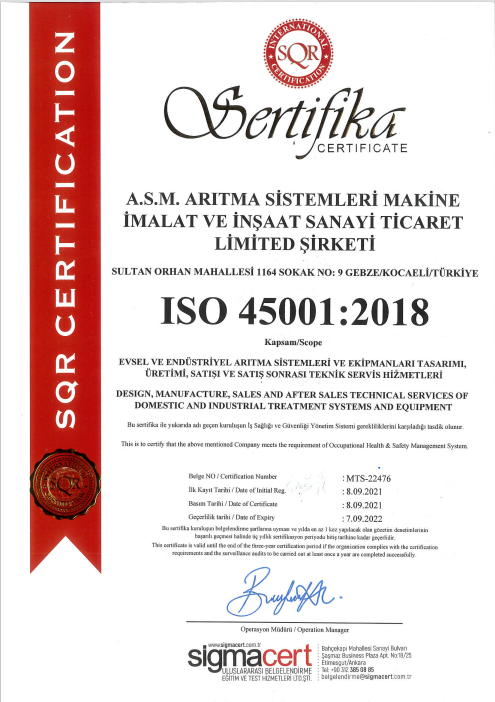 INTERNATIONAL
SQR
CERTIFICATION
Sertifika
CERTIFICATE
SQR CERTIFICATION
A.S.M. ARITMA SİSTEMLERİ MAKİNE
İMALAT VE İNŞAAT SANAYİ TİCARET
LİMİTED ŞİRKETİ
SULTAN ORHAN MAHALLESİ 1164 SOKAK NO: 9 GEBZE/KOCAELİ/TÜRKİYE
ISO 45001:2018
Kapsam/Scope
EVSEL VE ENDÜSTRİYEL ARITMA SİSTEMLERİ VE EKİPMANLARI TASARIMI,
ÜRETİMİ, SATIŞI VE SATIŞ SONRASI TEKNİK SERVİS HİZMETLERİ
DESIGN, MANUFACTURE, SALES AND AFTER SALES TECHNICAL SERVICES OF
DOMESTIC AND INDUSTRIAL TREATMENT SYSTEMS AND EQUIPMENT
Bu sertifika ile yukarıda adı geçen kuruluşun İş Sağlığı ve Güvenliği Yönetim Sistemi gerekliliklerini karşıladığı tasdik olunur.
This is to certify that the above mentioned Company meets the requirement of Occupational Health & Safety Management System.
Belge NO / Certification Number : MTS-22476
İlk Kayıt Tarihi / Date of Initial Reg. : 8.09.2021
Basım Tarihi / Date of Certificate : 8.09.2021
Geçerlilik tarihi / Date of Expiry : 7.09.2022
Bu sertifika kuruluşun belgelendirme şartlarına uyması ve yılda en az 1 kez yapılacak olan gözetim denetimlerinin
başarılı geçmesi halinde üç yıllık sertifikasyon periyodu bitiş tarihine kadar geçerlidir.
This certificate is valid until the end of the three-year certification period if the organization complies with the certification
requirements and the surveillance audits to be carried out at least once a year are completed successfully.
SQR
Operasyon Müdürü / Operation Manager
www.sigmacert.com.tr
sigmacert
ULUSLARARASI BELGELENDİRME
EĞİTİM VE TEST HİZMETLERİ LTD.ŞTİ.
Bahçekapı Mahallesi Sanayi Bulvarı
Şaşmaz Business Plaza Apt. No:18/25
Etimesgut/Ankara
Tel: +90 312 385 08 85
belgelendirme@sigmacert.com.tr